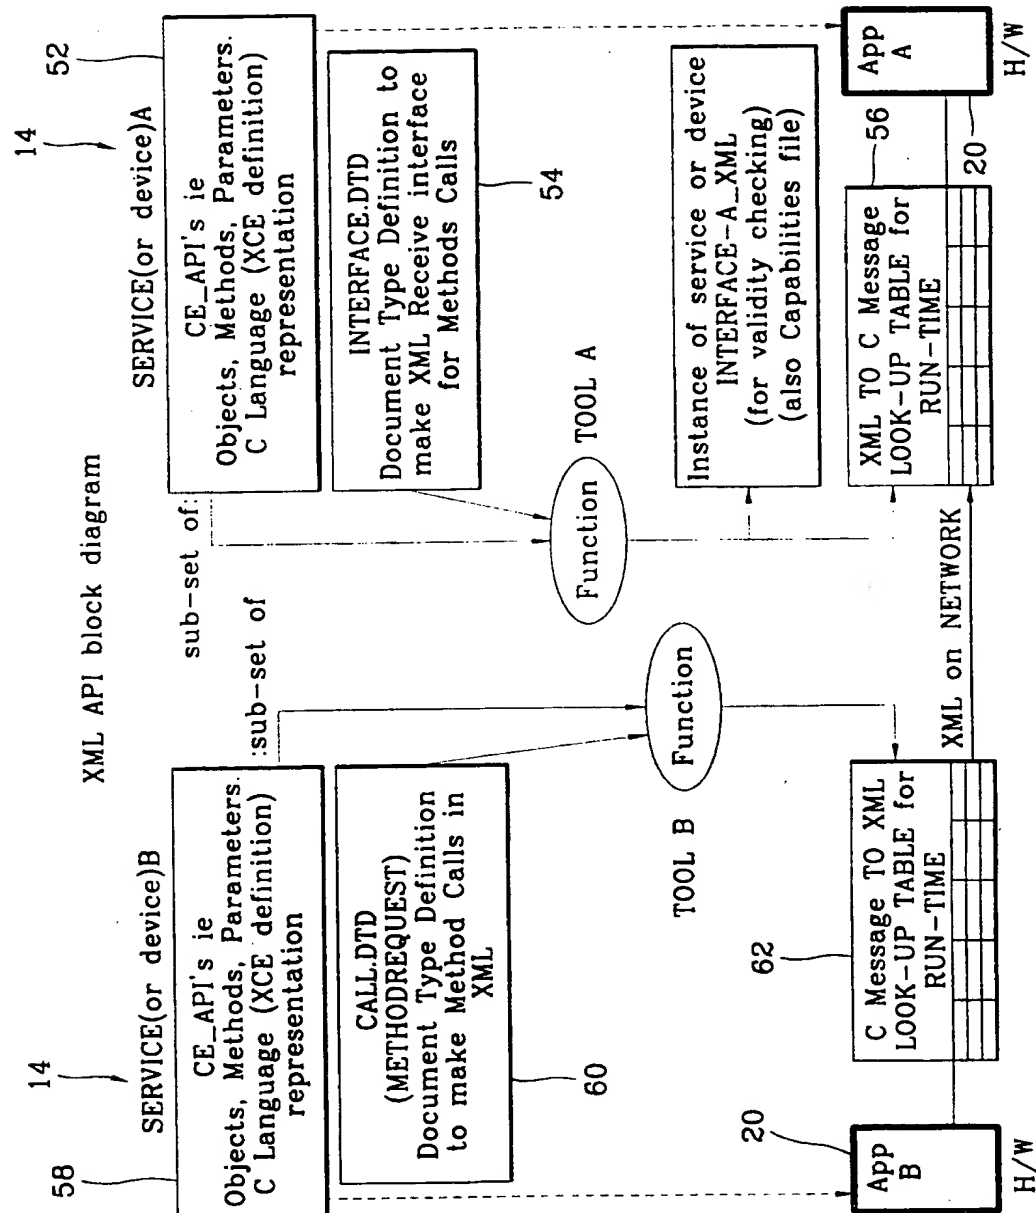 XML API block diagram
14
SERVICE(or device)B
58
CE_API's ie
Objects, Methods, Parameters.
C Language (XCE definition)
representation
:sub-set of
CALL.DTD
(METHODREQUEST)
Document Type Definition
to make Method Calls in
XML
60
Function
TOOL B
62
C Message TO XML
LOOK-UP TABLE for
RUN-TIME
20
App
B
H/W
XML on NETWORK
14
SERVICE(or device)A
52
CE_API's ie
Objects, Methods, Parameters.
C Language (XCE definition)
representation
sub-set of:
INTERFACE.DTD
Document Type Definition to
make XML Receive interface
for Methods Calls
54
Function
TOOL A
Instance of service or device
INTERFACE-A_XML
(for validity checking)
(also Capabilities file)
XML TO C Message
LOOK-UP TABLE for
RUN-TIME
56
App
A
20
H/W